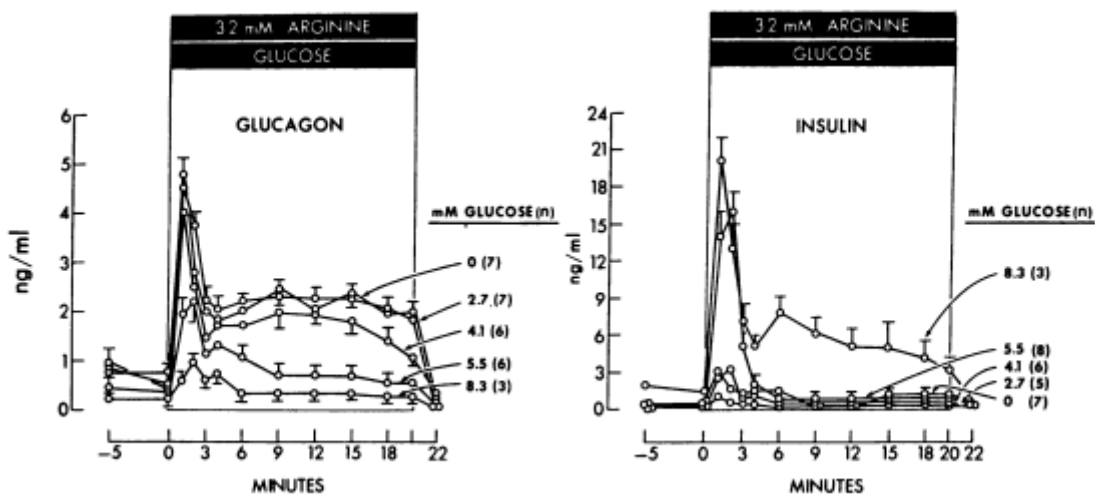 3.2 mM ARGININE
GLUCOSE
GLUCAGON
ng/ml
6
5
4
3
2
1
0
mM GLUCOSE(n)
0 (7)
2.7 (7)
4.1 (6)
5.5 (6)
8.3 (3)
-5 0 3 6 9 12 15 18 22
MINUTES
3.2 mM ARGININE
GLUCOSE
INSULIN
ng/ml
24
21
18
15
12
9
6
3
0
mM GLUCOSE(n)
8.3 (3)
5.5 (8)
4.1 (6)
2.7 (5)
0 (7)
-5 0 3 6 9 12 15 18 20 22
MINUTES